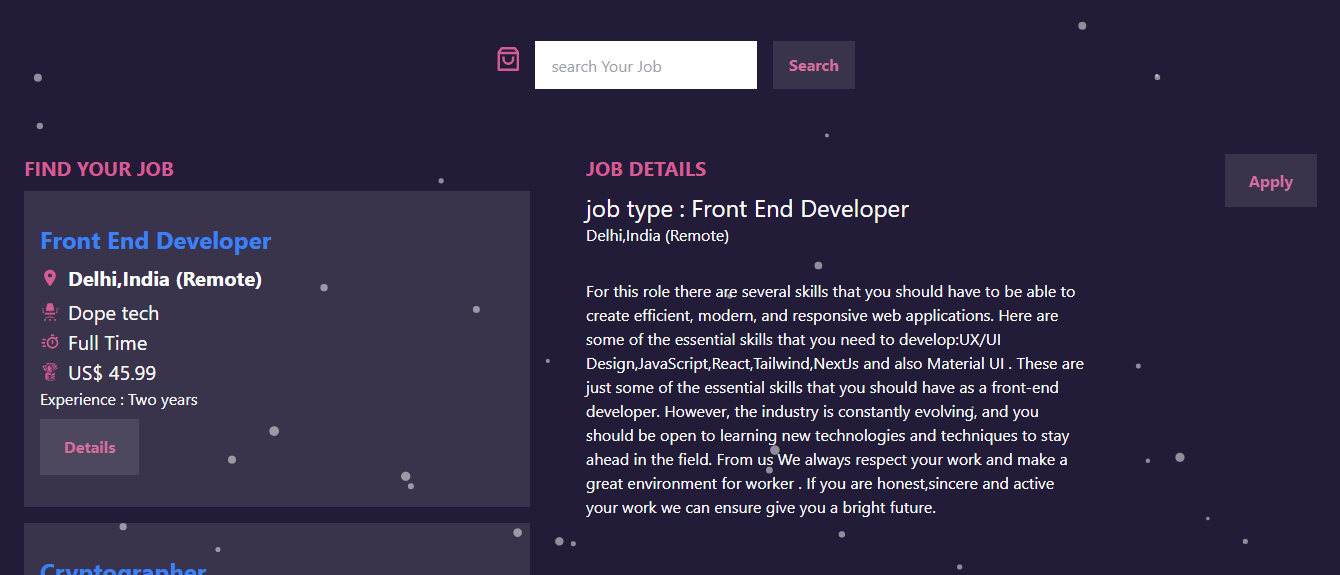 search Your Job
Search
FIND YOUR JOB
Front End Developer
Delhi,India (Remote)
Dope tech
Full Time
US$ 45.99
Experience : Two years
Details
Cryptographer
JOB DETAILS
Apply
job type : Front End Developer
Delhi,India (Remote)
For this role there are several skills that you should have to be able to
create efficient, modern, and responsive web applications. Here are
some of the essential skills that you need to develop:UX/UI
Design,JavaScript,React,Tailwind,NextJs and also Material UI . These are
just some of the essential skills that you should have as a front-end
developer. However, the industry is constantly evolving, and you
should be open to learning new technologies and techniques to stay
ahead in the field. From us We always respect your work and make a
great environment for worker . If you are honest,sincere and active
your work we can ensure give you a bright future.